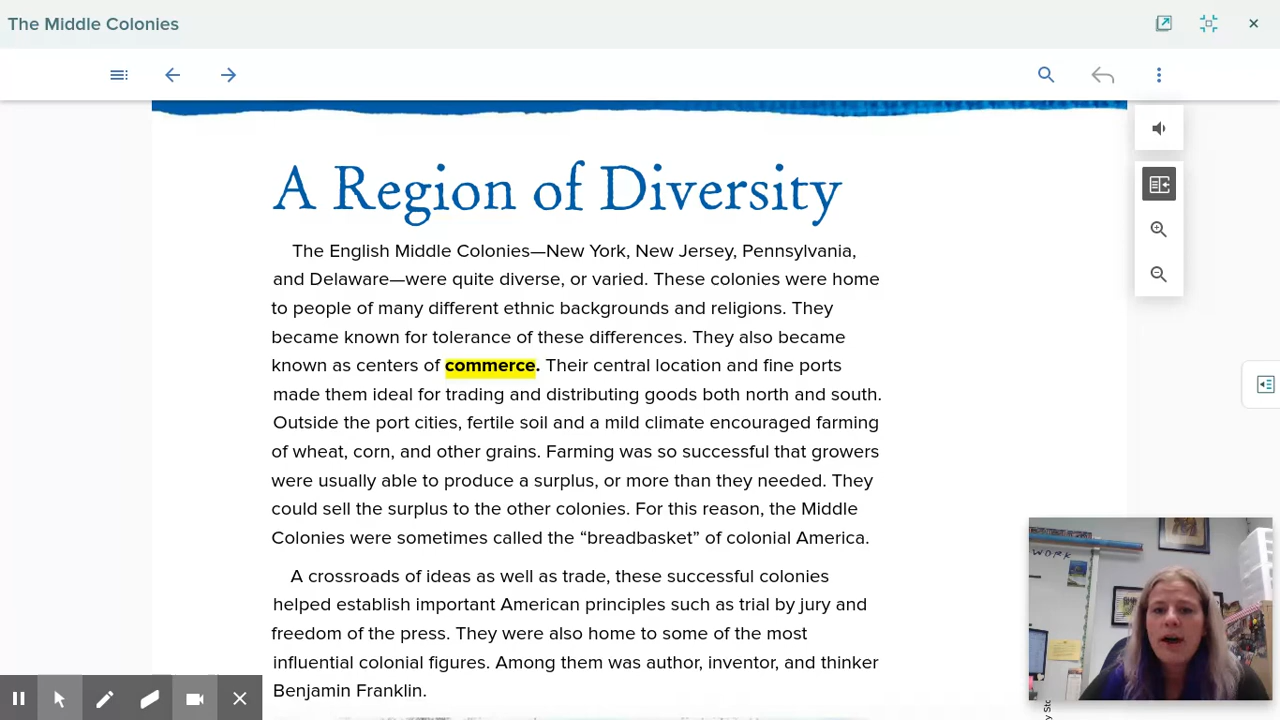 The Middle Colonies
A Region of Diversity
The English Middle Colonies—New York, New Jersey, Pennsylvania,
and Delaware—were quite diverse, or varied. These colonies were home
to people of many different ethnic backgrounds and religions. They
became known for tolerance of these differences. They also became
known as centers of commerce. Their central location and fine ports
made them ideal for trading and distributing goods both north and south.
Outside the port cities, fertile soil and a mild climate encouraged farming
of wheat, corn, and other grains. Farming was so successful that growers
were usually able to produce a surplus, or more than they needed. They
could sell the surplus to the other colonies. For this reason, the Middle
Colonies were sometimes called the “breadbasket” of colonial America.
A crossroads of ideas as well as trade, these successful colonies
helped establish important American principles such as trial by jury and
freedom of the press. They were also home to some of the most
influential colonial figures. Among them was author, inventor, and thinker
Benjamin Franklin.
WORK